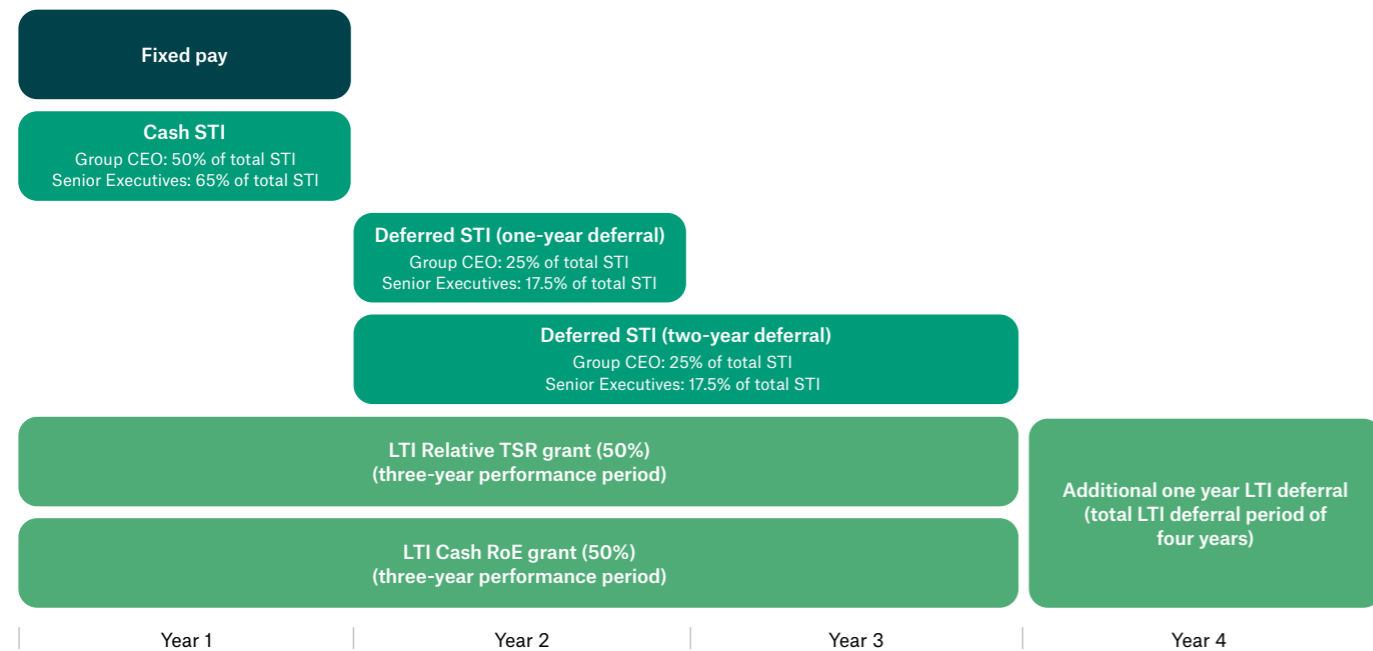 Fixed pay
Cash STI
Group CEO: 50% of total STI
Senior Executives: 65% of total STI
Deferred STI (one-year deferral)
Group CEO: 25% of total STI
Senior Executives: 17.5% of total STI
Deferred STI (two-year deferral)
Group CEO: 25% of total STI
Senior Executives: 17.5% of total STI
LTI Relative TSR grant (50%)
(three-year performance period)
LTI Cash RoE grant (50%)
(three-year performance period)
Additional one year LTI deferral
(total LTI deferral period of
four years)
Year 1
Year 2
Year 3
Year 4